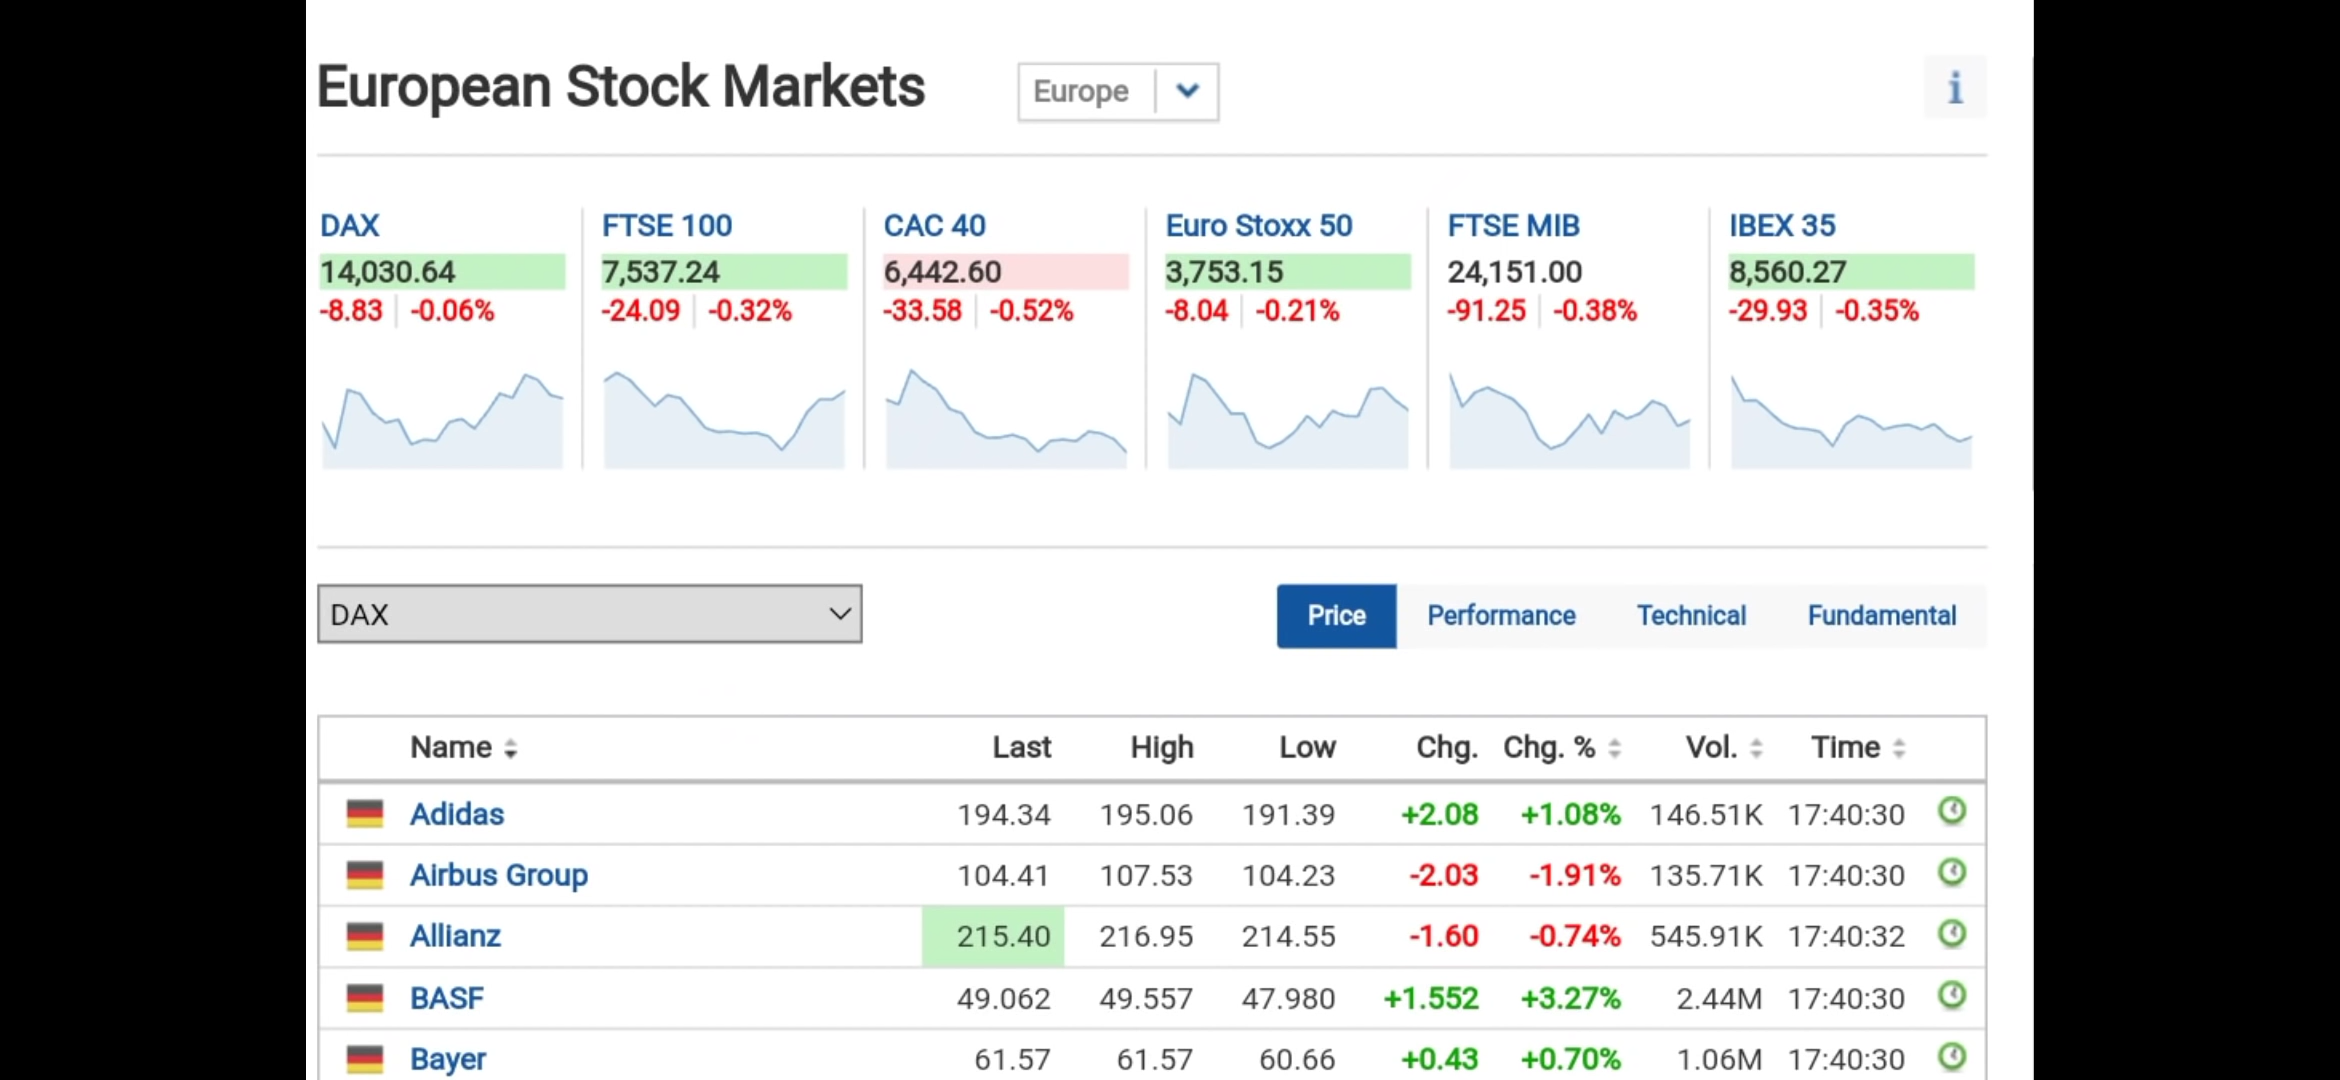 European Stock Markets Europe i
DAX FTSE 100 CAC 40 Euro Stoxx 50 FTSE MIB IBEX 35
14,030.64 7,537.24 6,442.60 3,753.15 24,151.00 8,560.27
-8.83 -0.06% -24.09 -0.32% -33.58 -0.52% -8.04 -0.21% -91.25 -0.38% -29.93 -0.35%
DAX Price Performance Technical Fundamental
Name Last High Low Chg. Chg. % Vol. Time
Adidas 194.34 195.06 191.39 +2.08 +1.08% 146.51K 17:40:30
Airbus Group 104.41 107.53 104.23 -2.03 -1.91% 135.71K 17:40:30
Allianz 215.40 216.95 214.55 -1.60 -0.74% 545.91K 17:40:32
BASF 49.062 49.557 47.980 +1.552 +3.27% 2.44M 17:40:30
Bayer 61.57 61.57 60.66 +0.43 +0.70% 1.06M 17:40:30